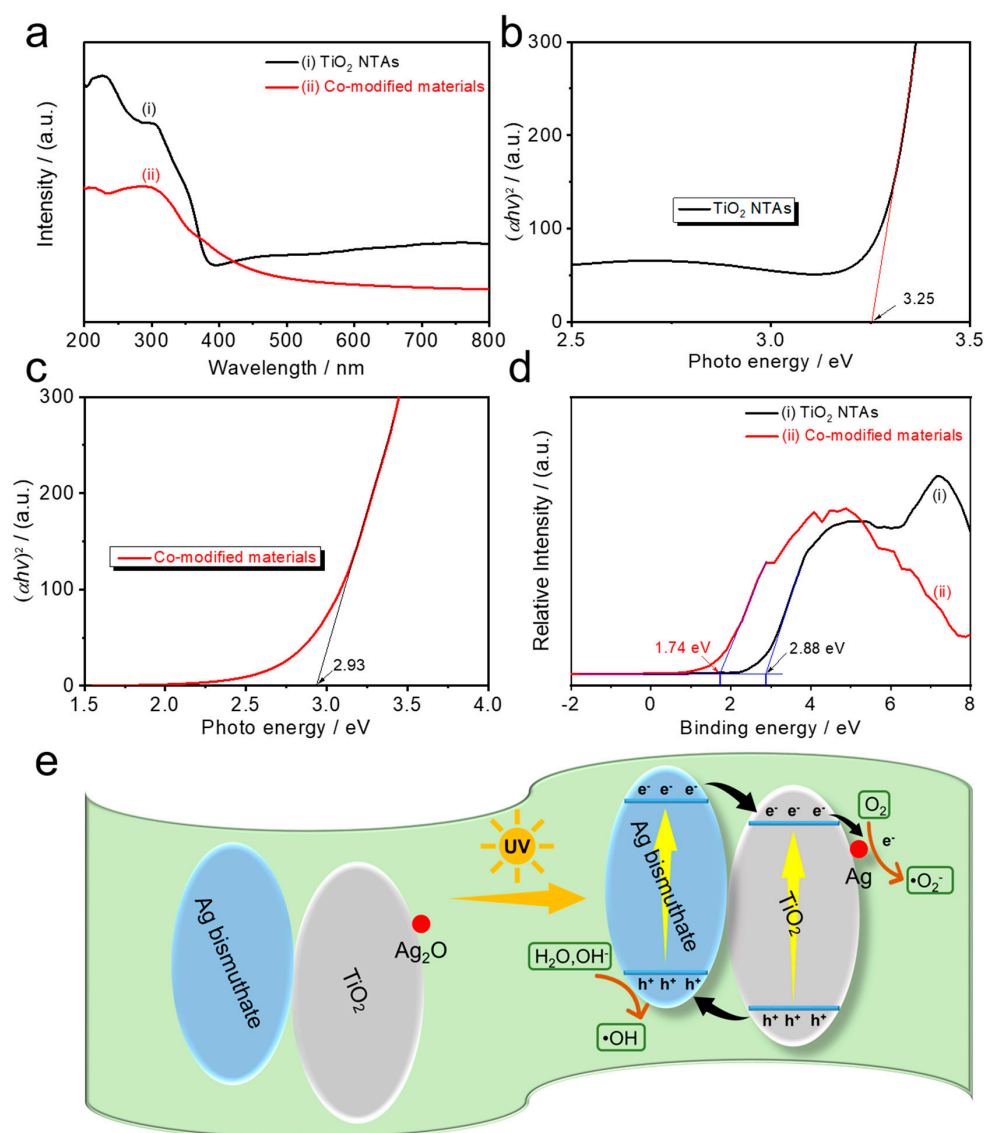 a
(i) TiO₂ NTAs
(ii) Co-modified materials
(i)
(ii)
Intensity / (a.u.)
200 300 400 500 600 700 800
Wavelength / nm
b
300
200
100
0
(αhv)² / (a.u.)
TiO₂ NTAs
3.25
2.5 3.0 3.5
Photo energy / eV
c
300
200
100
0
(αhv)² / (a.u.)
Co-modified materials
2.93
1.5 2.0 2.5 3.0 3.5 4.0
Photo energy / eV
d
(i) TiO₂ NTAs
(ii) Co-modified materials
(i)
(ii)
Relative Intensity / (a.u.)
1.74 eV
2.88 eV
-2 0 2 4 6 8
Binding energy / eV
e
Ag bismuthate
TiO₂
Ag₂O
UV
e⁻ e⁻ e⁻
Ag bismuthate
h⁺ h⁺ h⁺
H₂O,OH⁻
•OH
e⁻ e⁻ e⁻
TiO₂
h⁺ h⁺ h⁺
O₂
e⁻
Ag
•O₂⁻